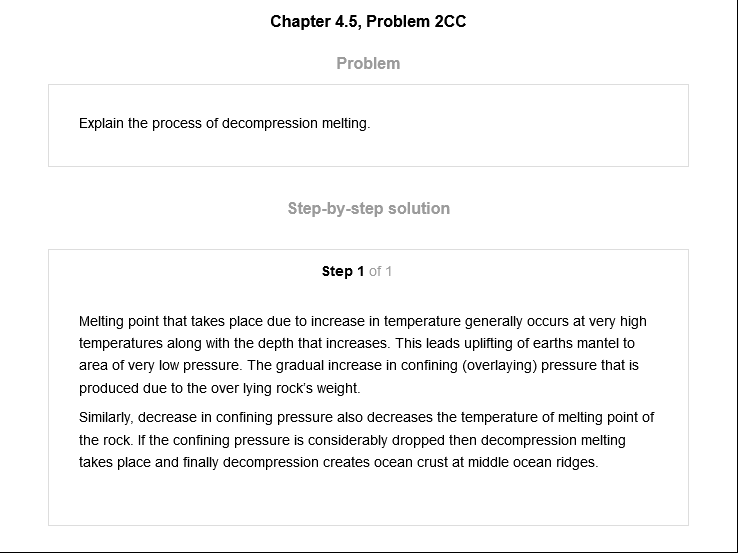 Chapter 4.5, Problem 2CC
Problem
Explain the process of decompression melting.
Step-by-step solution
Step 1 of 1
Melting point that takes place due to increase in temperature generally occurs at very high
temperatures along with the depth that increases. This leads uplifting of earths mantel to
area of very low pressure. The gradual increase in confining (overlaying) pressure that is
produced due to the over lying rock's weight.
Similarly, decrease in confining pressure also decreases the temperature of melting point of
the rock. If the confining pressure is considerably dropped then decompression melting
takes place and finally decompression creates ocean crust at middle ocean ridges.